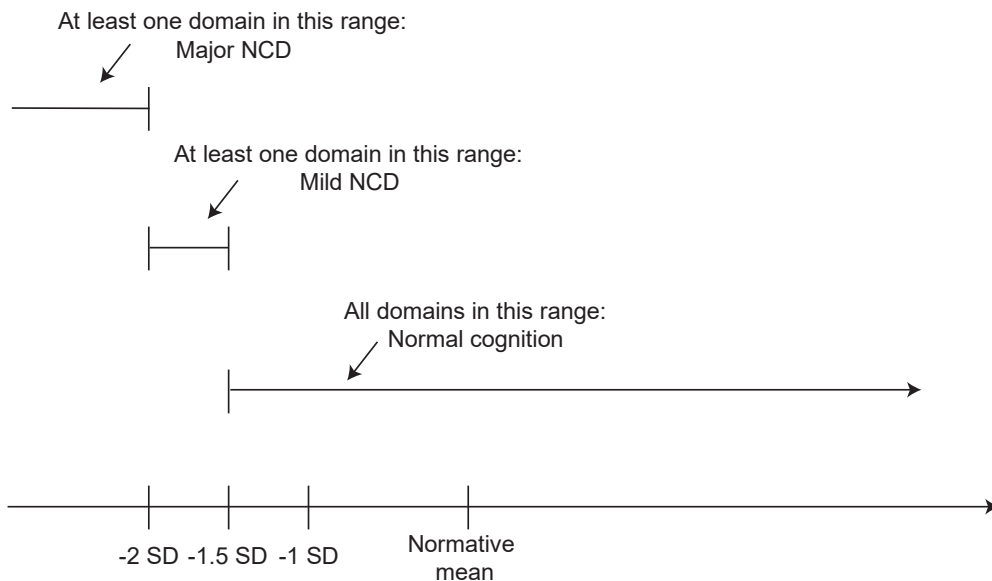 At least one domain in this range:
Major NCD
At least one domain in this range:
Mild NCD
All domains in this range:
Normal cognition
-2 SD -1.5 SD -1 SD
Normative
mean